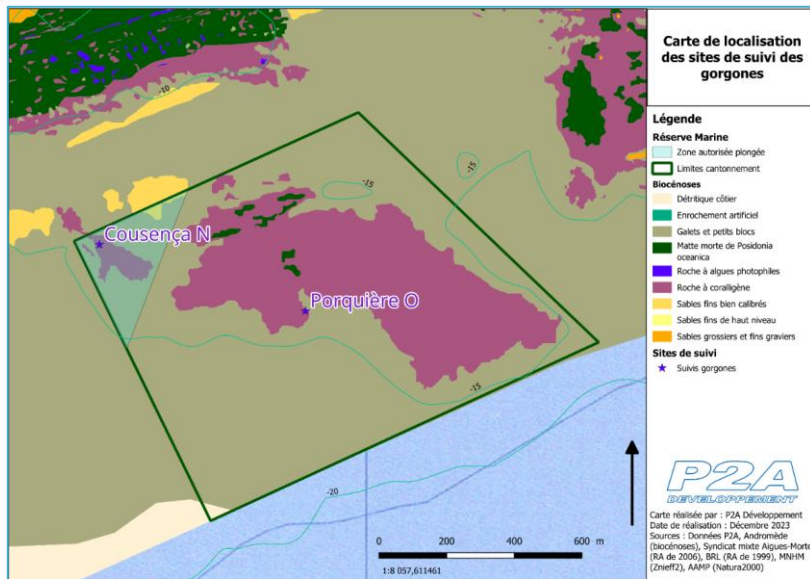 Carte de localisation
des sites de suivi des
gorgones
Légende
Réserve Marine
Zone autorisée plongée
Limites cantonnement
Biocénoses
Détritique côtier
Enrochement artificiel
Galets et petits blocs
Matte morte de Posidonia
oceanica
Roche à algues photophiles
Roche à coralligène
Sables fins bien calibrés
Sables fins de haut niveau
Sables grossiers et fins graviers
Sites de suivi
Suivis gorgones
-10
-15
-15
Cousença N
Porquière O
-15
-20
0 200 400 600 m
1:8 057,611461
P2A
DEVELOPPEMENT
Carte réalisée par : P2A Développement
Date de réalisation : Décembre 2023
Sources : Données P2A, Andromède
(biocénoses), Syndicat mixte Aigues-Morte
(RA de 2006), BRL (RA de 1999), MNHM
(Znieff2), AAMP (Natura2000)